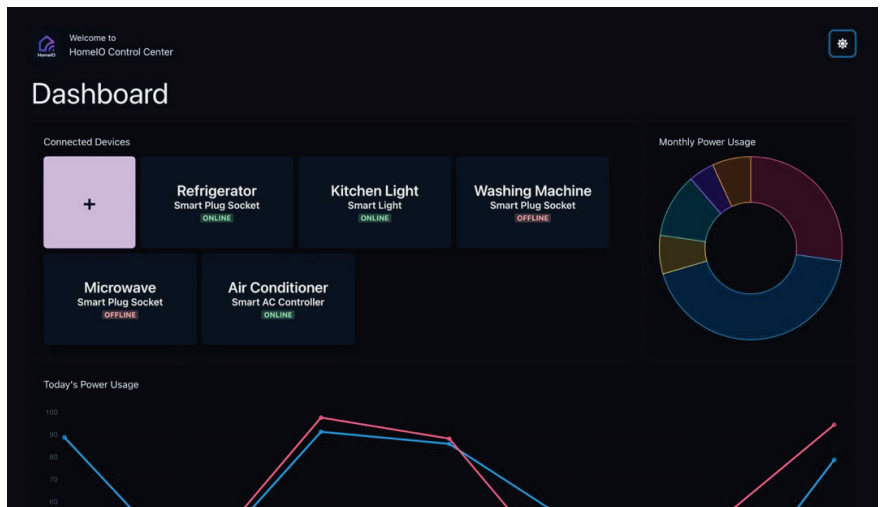 Welcome to
HomeIO Control Center
HomeIO
Dashboard
Connected Devices
+
Refrigerator
Smart Plug Socket
ONLINE
Kitchen Light
Smart Light
ONLINE
Washing Machine
Smart Plug Socket
OFFLINE
Microwave
Smart Plug Socket
OFFLINE
Air Conditioner
Smart AC Controller
ONLINE
Monthly Power Usage
Today's Power Usage
100
90
80
70
60